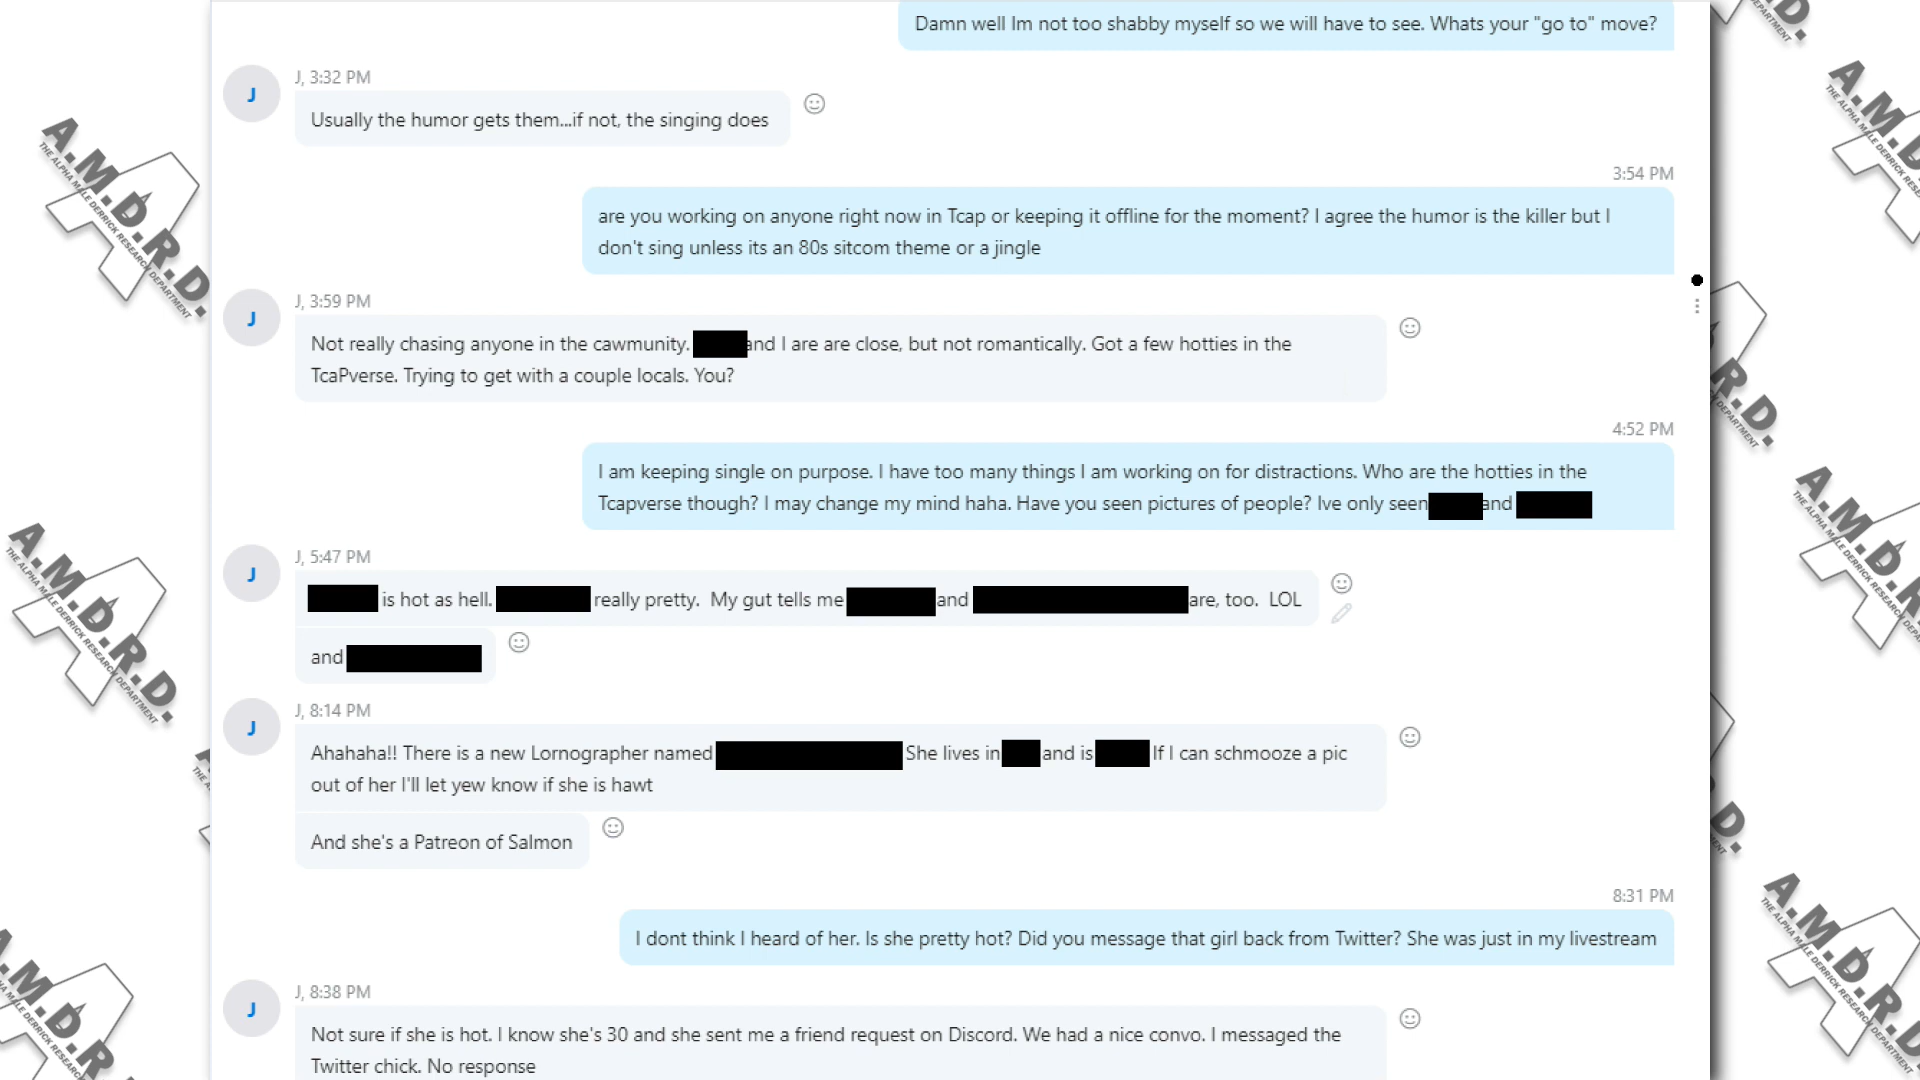 Damn well Im not too shabby myself so we will have to see. Whats your "go to" move?
J, 3:32 PM
J
Usually the humor gets them...if not, the singing does
3:54 PM
are you working on anyone right now in Tcap or keeping it offline for the moment? I agree the humor is the killer but I
don't sing unless its an 80s sitcom theme or a jingle
J, 3:59 PM
J
Not really chasing anyone in the cawmunity. and I are are close, but not romantically. Got a few hotties in the
TcaPverse. Trying to get with a couple locals. You?
4:52 PM
I am keeping single on purpose. I have too many things I am working on for distractions. Who are the hotties in the
Tcapverse though? I may change my mind haha. Have you seen pictures of people? Ive only seen and
J, 5:47 PM
J
is hot as hell. really pretty. My gut tells me and are, too. LOL
and
J, 8:14 PM
J
Ahahaha!! There is a new Lornographer named She lives in and is If I can schmooze a pic
out of her I'll let yew know if she is hawt
And she's a Patreon of Salmon
8:31 PM
I dont think I heard of her. Is she pretty hot? Did you message that girl back from Twitter? She was just in my livestream
J, 8:38 PM
J
Not sure if she is hot. I know she's 30 and she sent me a friend request on Discord. We had a nice convo. I messaged the
Twitter chick. No response
A.M.D.R.D.
THE ALPHA MALE DERRICK RESEARCH DEPARTMENT
A.M.D.R.D.
THE ALPHA MALE DERRICK RESEARCH DEPARTMENT